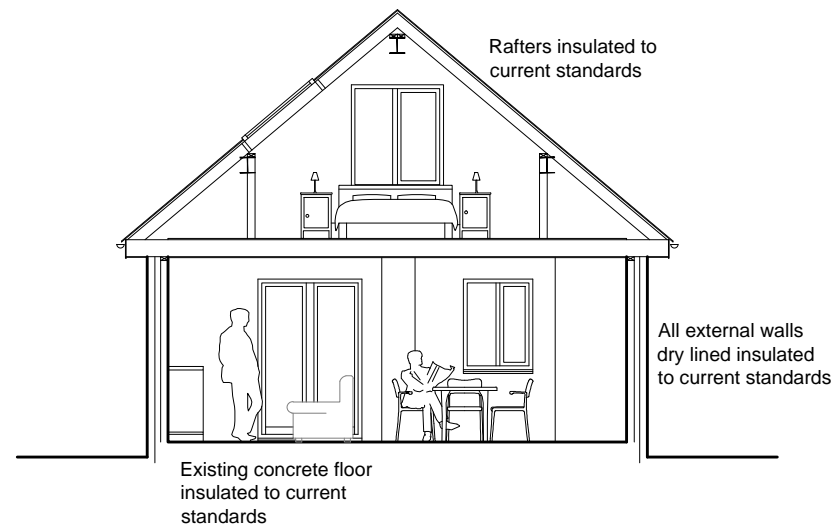 Rafters insulated to
current standards
All external walls
dry lined insulated
to current standards
Existing concrete floor
insulated to current
standards